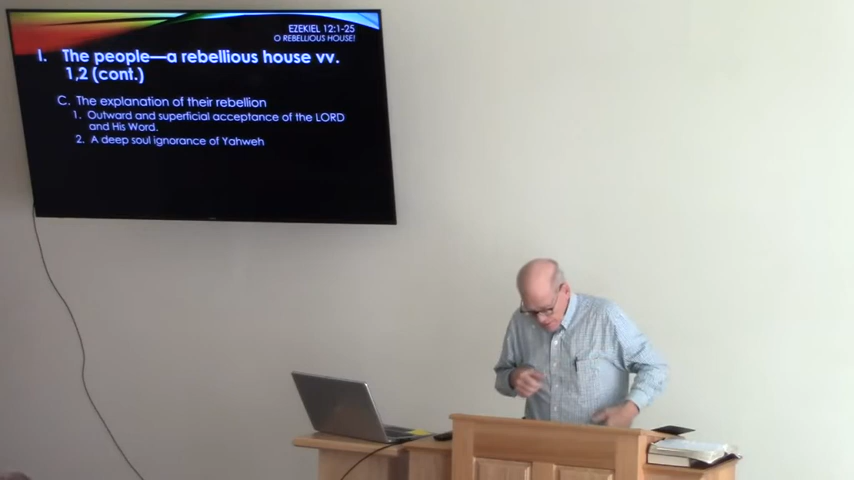 EZEKIEL 12:1-25
O REBELLIOUS HOUSE!
I. The people—a rebellious house vv.
1,2 (cont.)
C. The explanation of their rebellion
1. Outward and superficial acceptance of the LORD
and His Word.
2. A deep soul ignorance of Yahweh